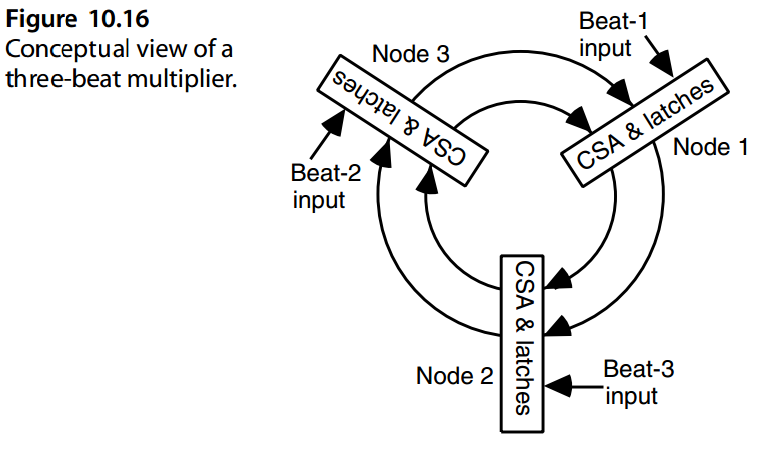 Figure 10.16
Conceptual view of a
three-beat multiplier.
Node 3
Beat-1
input
CSA & latches
CSA & latches
Node 1
Beat-2
input
CSA & latches
Node 2
Beat-3
input